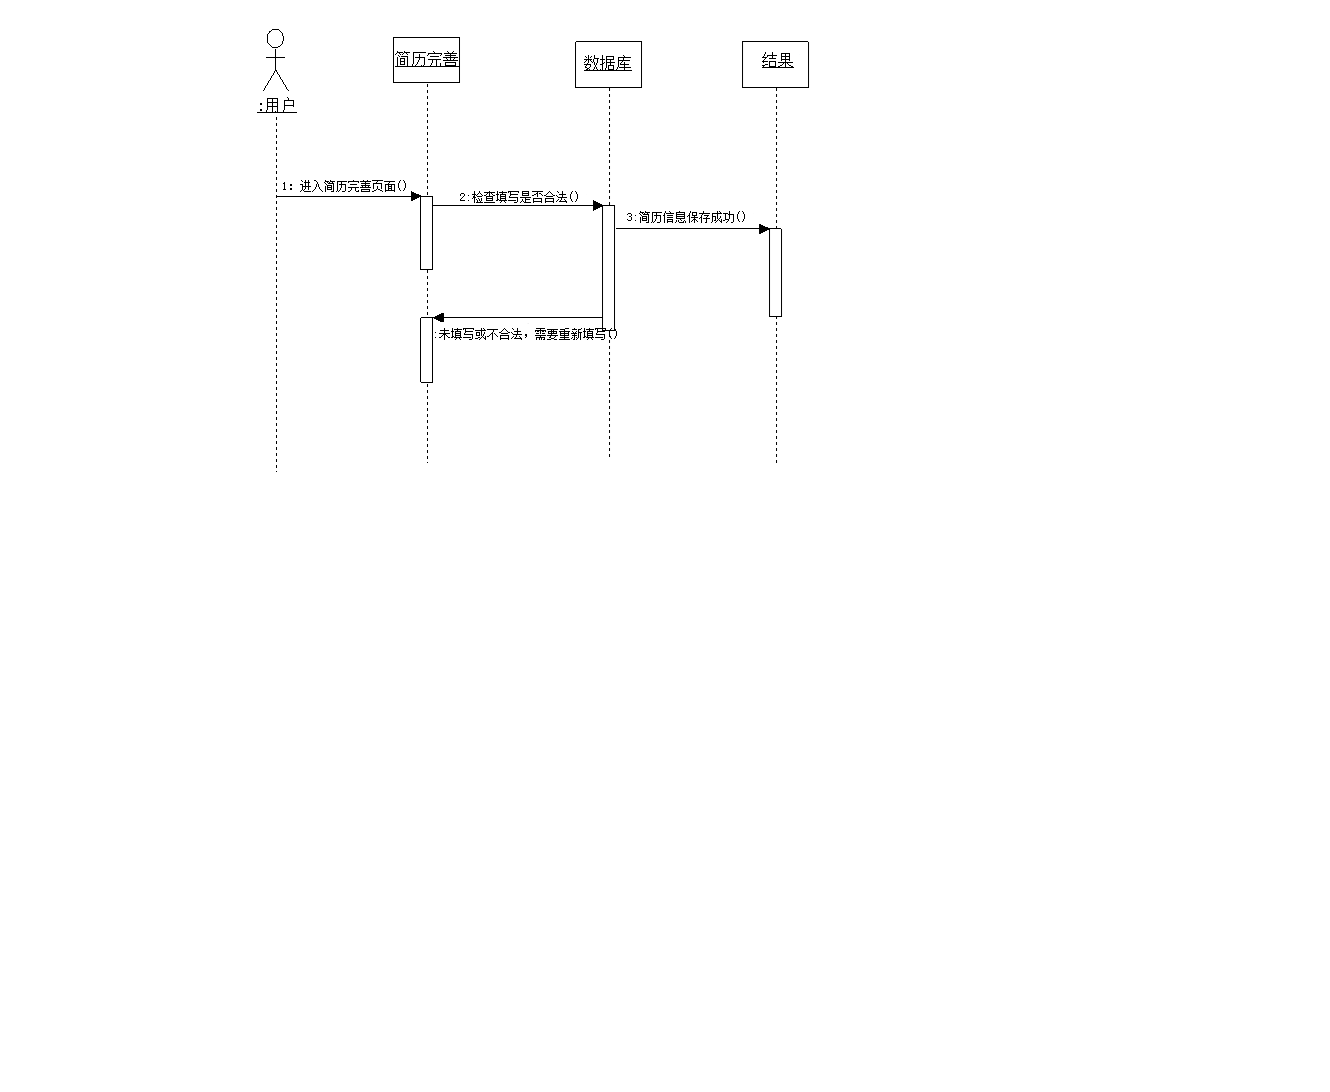 :用户
简历完善
数据库
结果
1: 进入简历完善页面()
2:检查填写是否合法()
3:简历信息保存成功()
:未填写或不合法，需要重新填写()